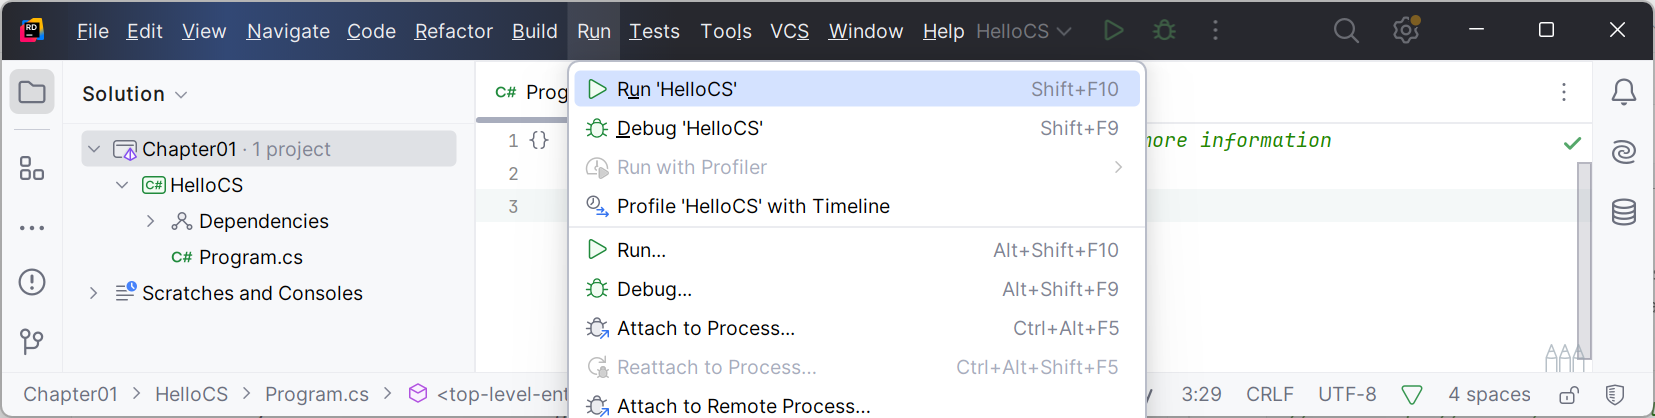 RD File Edit View Navigate Code Refactor Build Run Tests Tools VCS Window Help HelloCS
Solution
C# Prog
Run 'HelloCS' Shift+F10
Debug 'HelloCS' Shift+F9
Run with Profiler
Profile 'HelloCS' with Timeline
Run... Alt+Shift+F10
Debug... Alt+Shift+F9
Attach to Process... Ctrl+Alt+F5
Reattach to Process... Ctrl+Alt+Shift+F5
Attach to Remote Process...
Chapter01 · 1 project
C# HelloCS
Dependencies
C# Program.cs
Scratches and Consoles
1 {} more information
2
3
Chapter01 > HelloCS > Program.cs > <top-level-ent
3:29 CRLF UTF-8 4 spaces